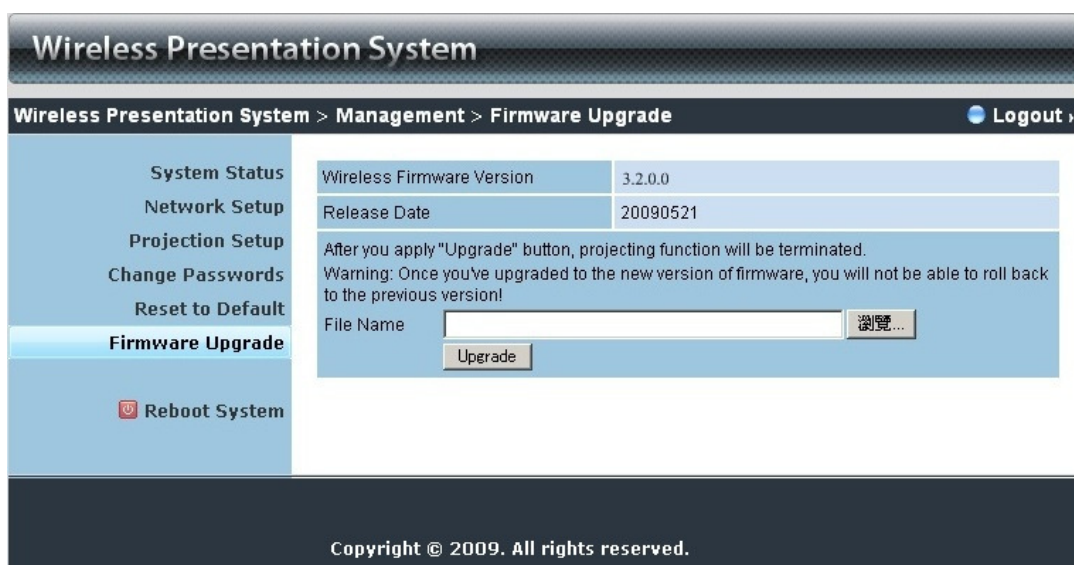 Wireless Presentation System
Wireless Presentation System > Management > Firmware Upgrade
Logout
System Status
Network Setup
Projection Setup
Change Passwords
Reset to Default
Firmware Upgrade
Reboot System
Wireless Firmware Version 3.2.0.0
Release Date 20090521
After you apply "Upgrade" button, projecting function will be terminated.
Warning: Once you've upgraded to the new version of firmware, you will not be able to roll back
to the previous version!
File Name 瀏覽...
Upgrade
Copyright © 2009. All rights reserved.